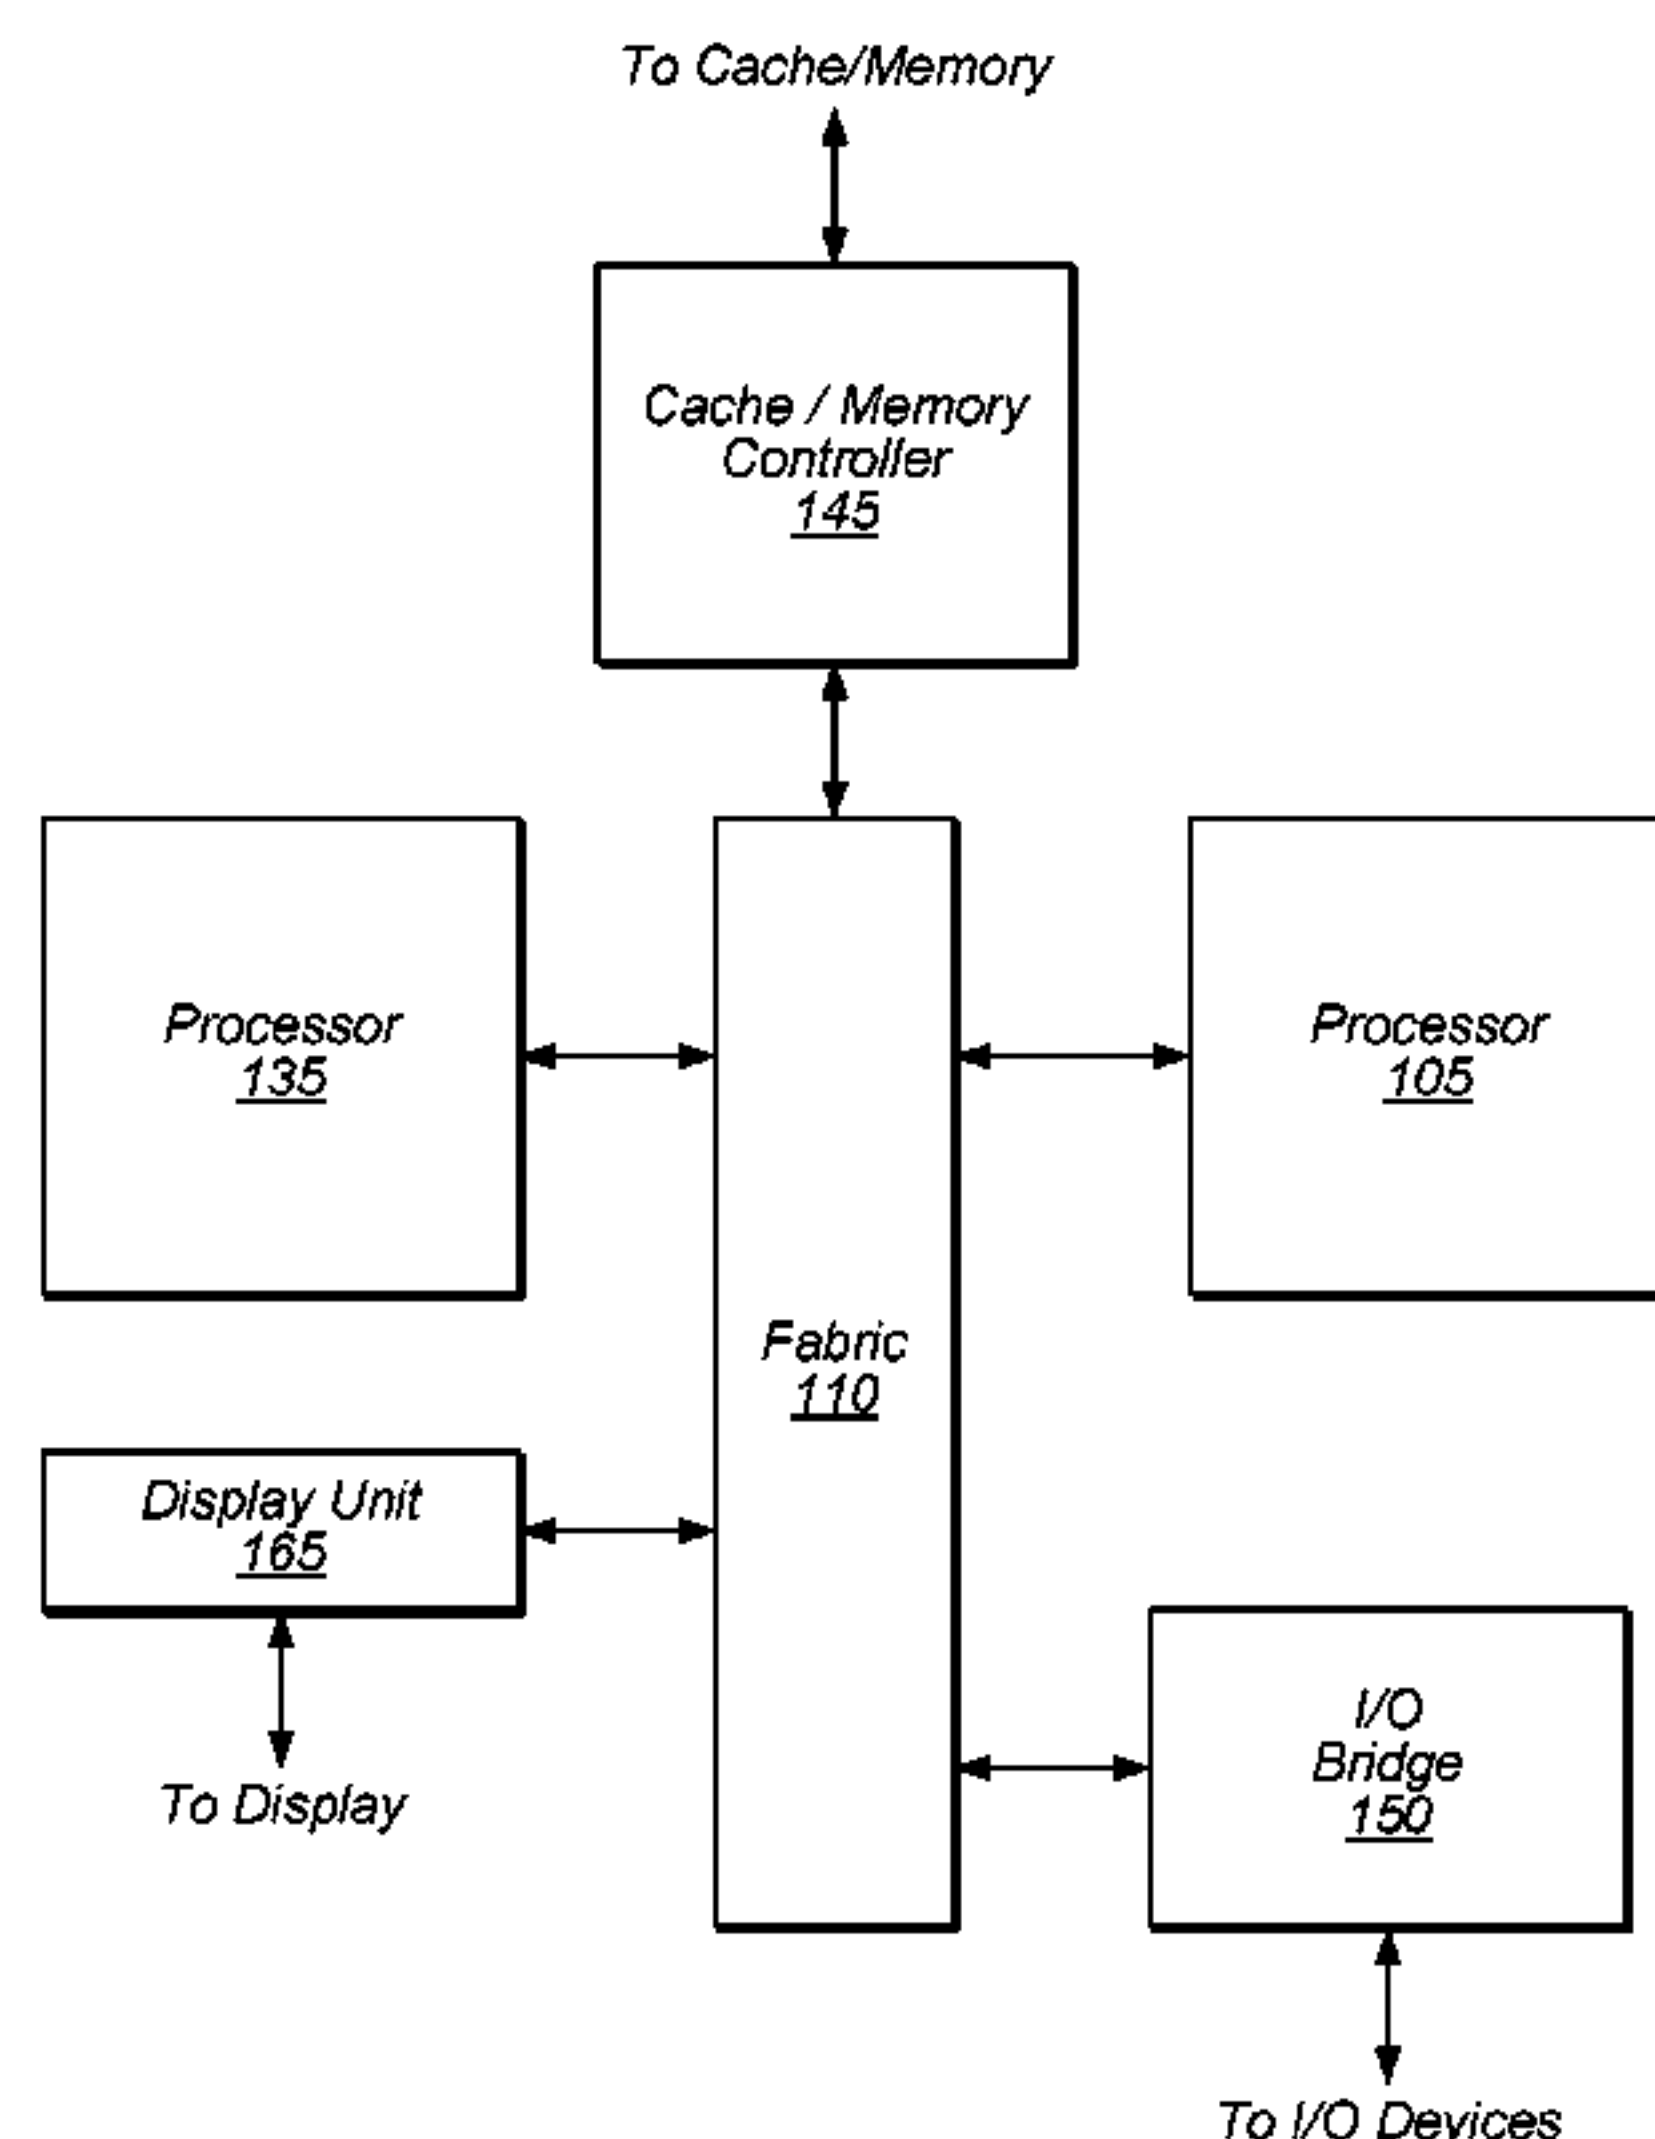 To Cache/Memory
Cache / Memory
Controller
145
Processor
135
Processor
105
Fabric
110
Display Unit
165
To Display
I/O
Bridge
150
To I/O Devices